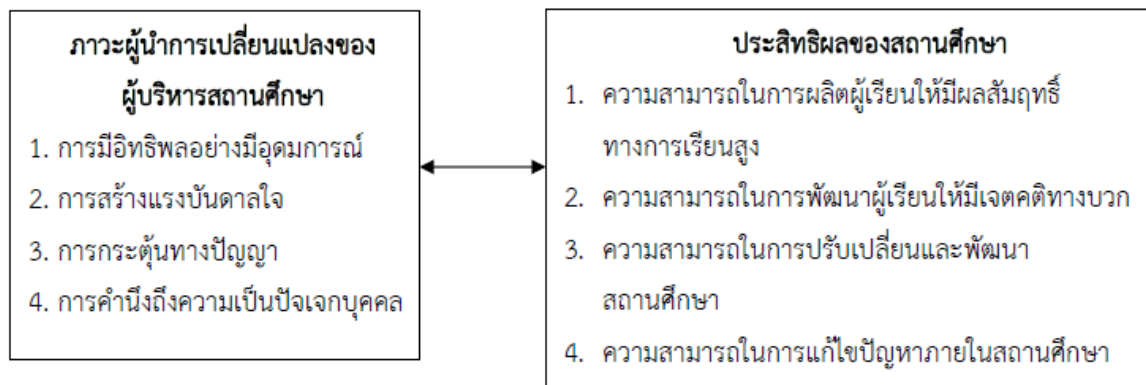 ภาวะผู้นำการเปลี่ยนแปลงของ
ผู้บริหารสถานศึกษา
1. การมีอิทธิพลอย่างมีอุดมการณ์
2. การสร้างแรงบันดาลใจ
3. การกระตุ้นทางปัญญา
4. การคำนึงถึงความเป็นปัจเจกบุคคล
ประสิทธิผลของสถานศึกษา
1. ความสามารถในการผลิตผู้เรียนให้มีผลสัมฤทธิ์
ทางการเรียนสูง
2. ความสามารถในการพัฒนาผู้เรียนให้มีเจตคติทางบวก
3. ความสามารถในการปรับเปลี่ยนและพัฒนา
สถานศึกษา
4. ความสามารถในการแก้ไขปัญหาภายในสถานศึกษา